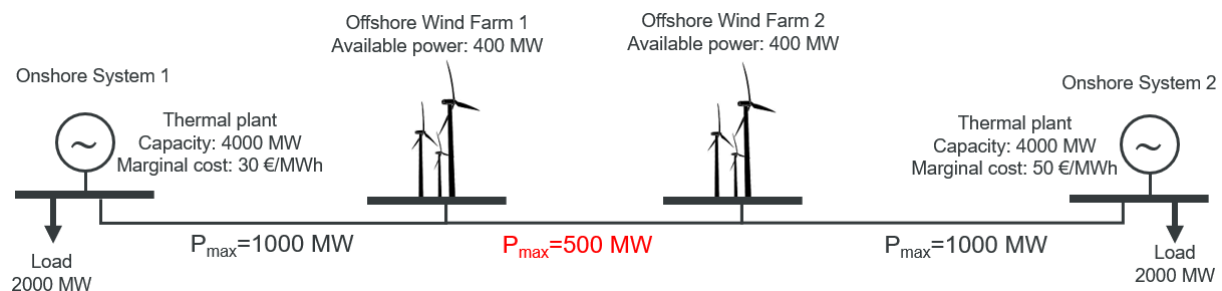 Offshore Wind Farm 1
Available power: 400 MW
Offshore Wind Farm 2
Available power: 400 MW
Onshore System 1
Onshore System 2
Thermal plant
Capacity: 4000 MW
Marginal cost: 30 €/MWh
Thermal plant
Capacity: 4000 MW
Marginal cost: 50 €/MWh
~
~
Pmax=1000 MW
Pmax=500 MW
Pmax=1000 MW
Load
2000 MW
Load
2000 MW